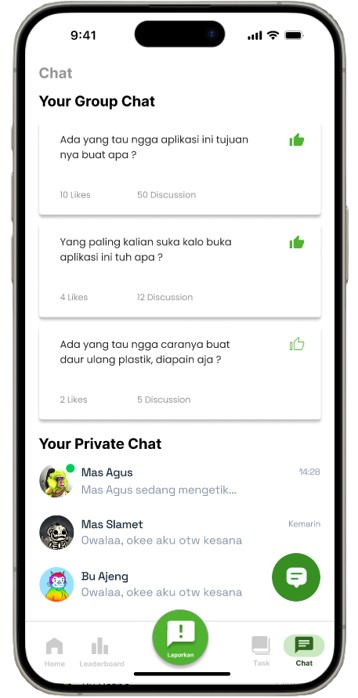 9:41
Chat
Your Group Chat
Ada yang tau ngga aplikasi ini tujuan
nya buat apa ?
10 Likes 50 Discussion
Yang paling kalian suka kalo buka
aplikasi ini tuh apa ?
4 Likes 12 Discussion
Ada yang tau ngga caranya buat
daur ulang plastik, diapain aja ?
2 Likes 5 Discussion
Your Private Chat
Mas Agus 14:28
Mas Agus sedang mengetik...
Mas Slamet Kemarin
Owalaa, okee aku otw kesana
Bu Ajeng
Owalaa, okee aku otw kesana
Laporkan
Home Leaderboard Task Chat